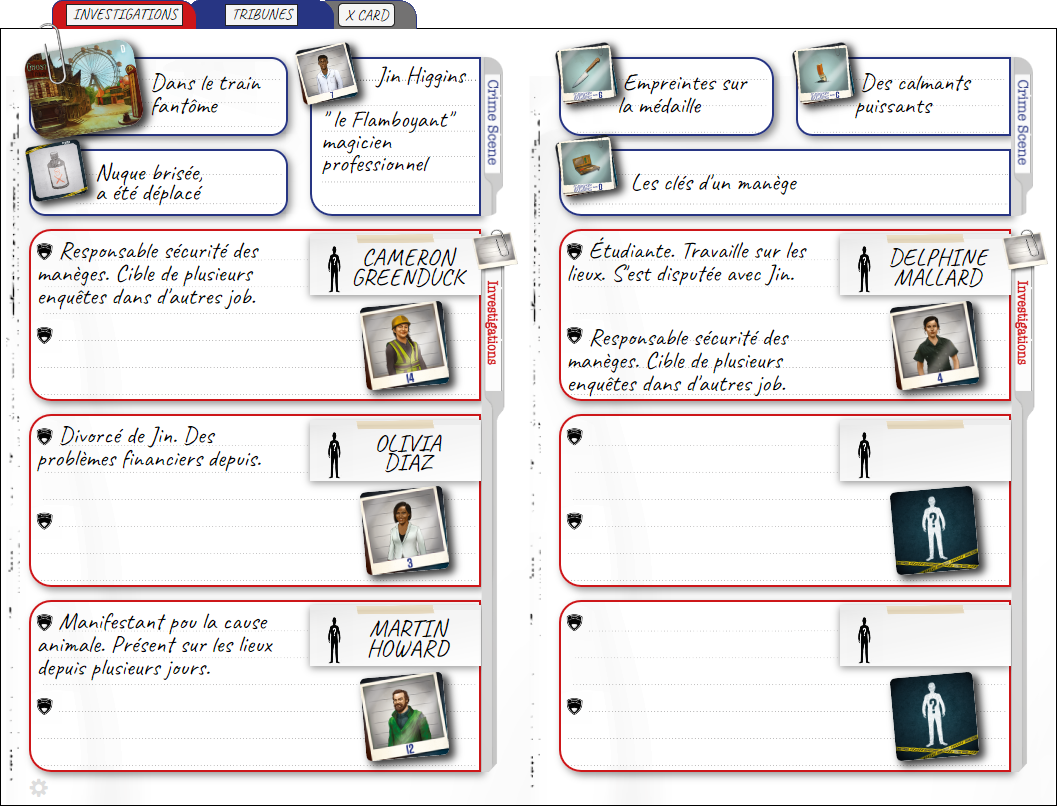 INVESTIGATIONS
TRIBUNES
X CARD
Dans le train
fantôme
Jin Higgins
"le Flamboyant"
magicien
professionnel
Nuque brisée,
a été déplacé
Crime Scene
Responsable sécurité des
manèges. Cible de plusieurs
enquêtes dans d'autres job.
CAMERON
GREENDUCK
14
Investigations
Divorcé de Jin. Des
problèmes financiers depuis.
OLIVIA
DIAZ
3
Manifestant pou la cause
animale. Présent sur les lieux
depuis plusieurs jours.
MARTIN
HOWARD
12
Empreintes sur
la médaille
Des calmants
puissants
Les clés d'un manège
Crime Scene
Étudiante. Travaille sur les
lieux. S'est disputée avec Jin.
DELPHINE
MALLARD
Responsable sécurité des
manèges. Cible de plusieurs
enquêtes dans d'autres job.
4
Investigations